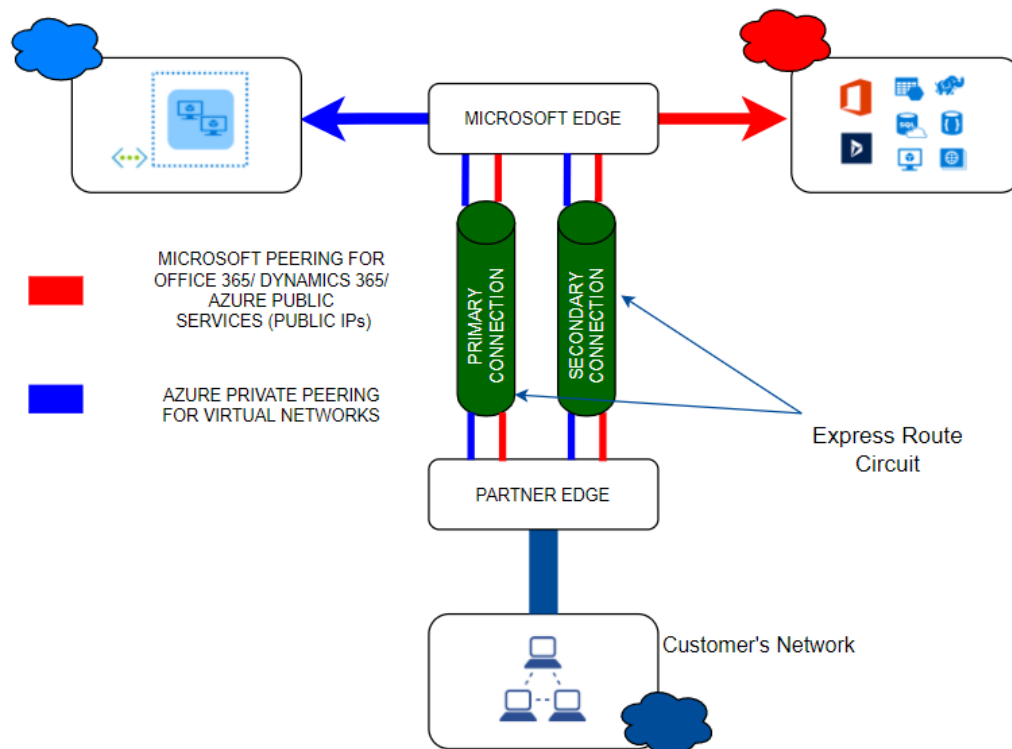 MICROSOFT EDGE
SQL
MICROSOFT PEERING FOR
OFFICE 365/ DYNAMICS 365/
AZURE PUBLIC
SERVICES (PUBLIC IPs)
PRIMARY
CONNECTION
SECONDARY
CONNECTION
AZURE PRIVATE PEERING
FOR VIRTUAL NETWORKS
Express Route
Circuit
PARTNER EDGE
Customer's Network